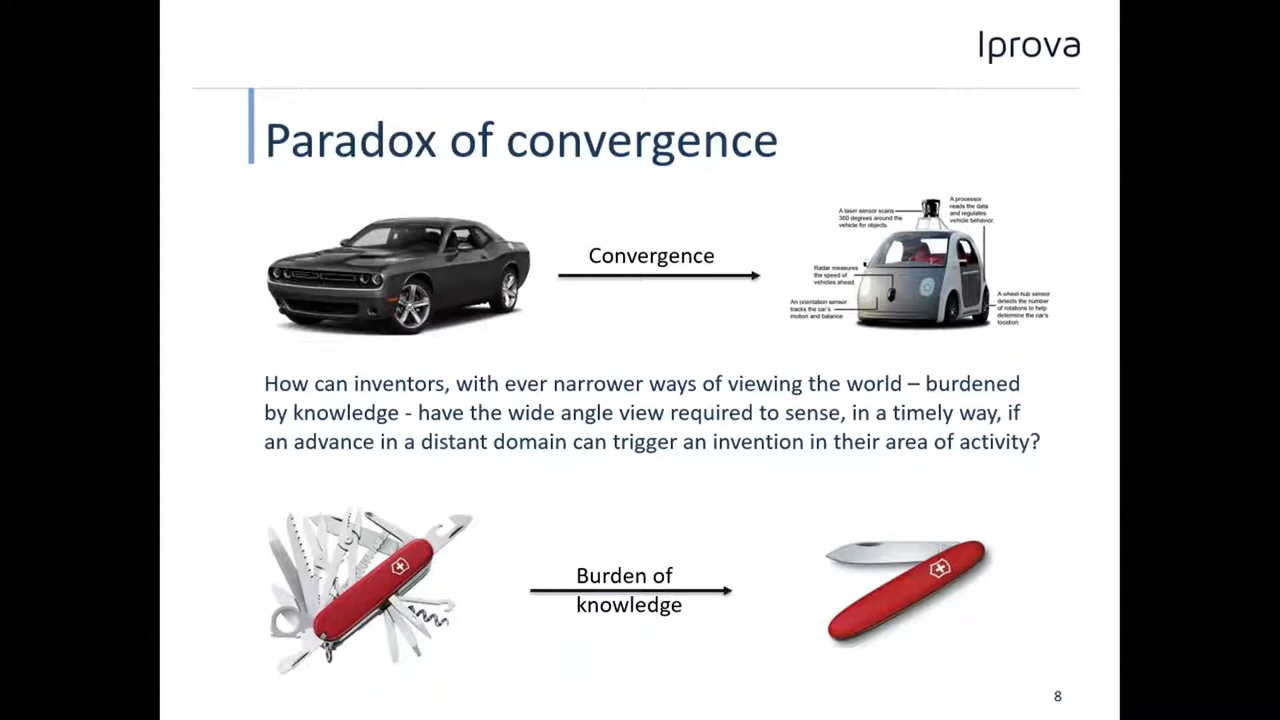 Iprova
Paradox of convergence
Convergence
A laser sensor scans
360 degrees around the
vehicle for objects.
A processor
reads the data
and regulates
vehicle behavior.
Radar measures
the speed of
vehicles ahead.
An orientation sensor
tracks the car's
motion and balance
A wheel-hub sensor
detects the number
of rotations to help
determine the car's
location.
How can inventors, with ever narrower ways of viewing the world – burdened
by knowledge - have the wide angle view required to sense, in a timely way, if
an advance in a distant domain can trigger an invention in their area of activity?
Burden of
knowledge
8